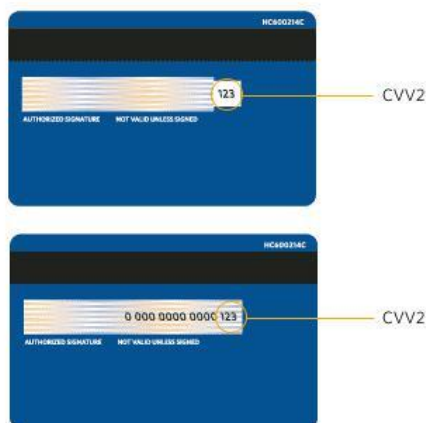 HC600214C
123
CVV2
AUTHORIZED SIGNATURE NOT VALID UNLESS SIGNED
HC600214C
0 000 0000 0000 123
CVV2
AUTHORIZED SIGNATURE NOT VALID UNLESS SIGNED